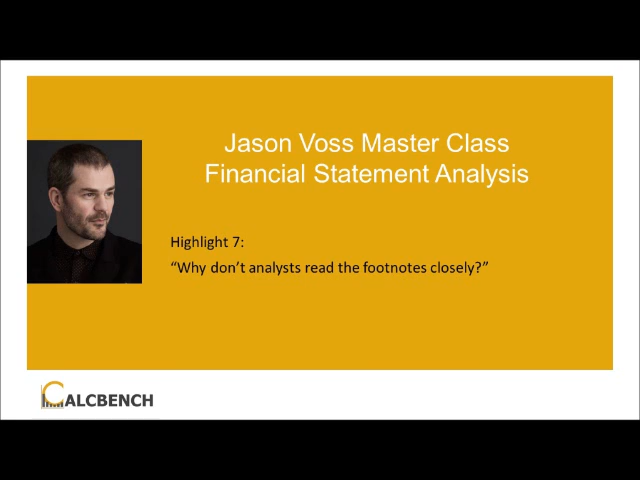 Jason Voss Master Class
Financial Statement Analysis
Highlight 7:
“Why don’t analysts read the footnotes closely?”
CALCBENCH